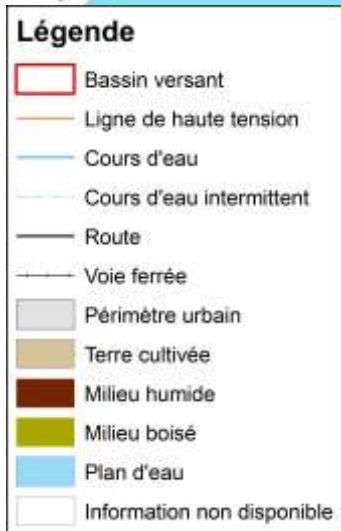 Légende
Bassin versant
Ligne de haute tension
Cours d'eau
Cours d'eau intermittent
Route
Voie ferrée
Périmètre urbain
Terre cultivée
Milieu humide
Milieu boisé
Plan d'eau
Information non disponible